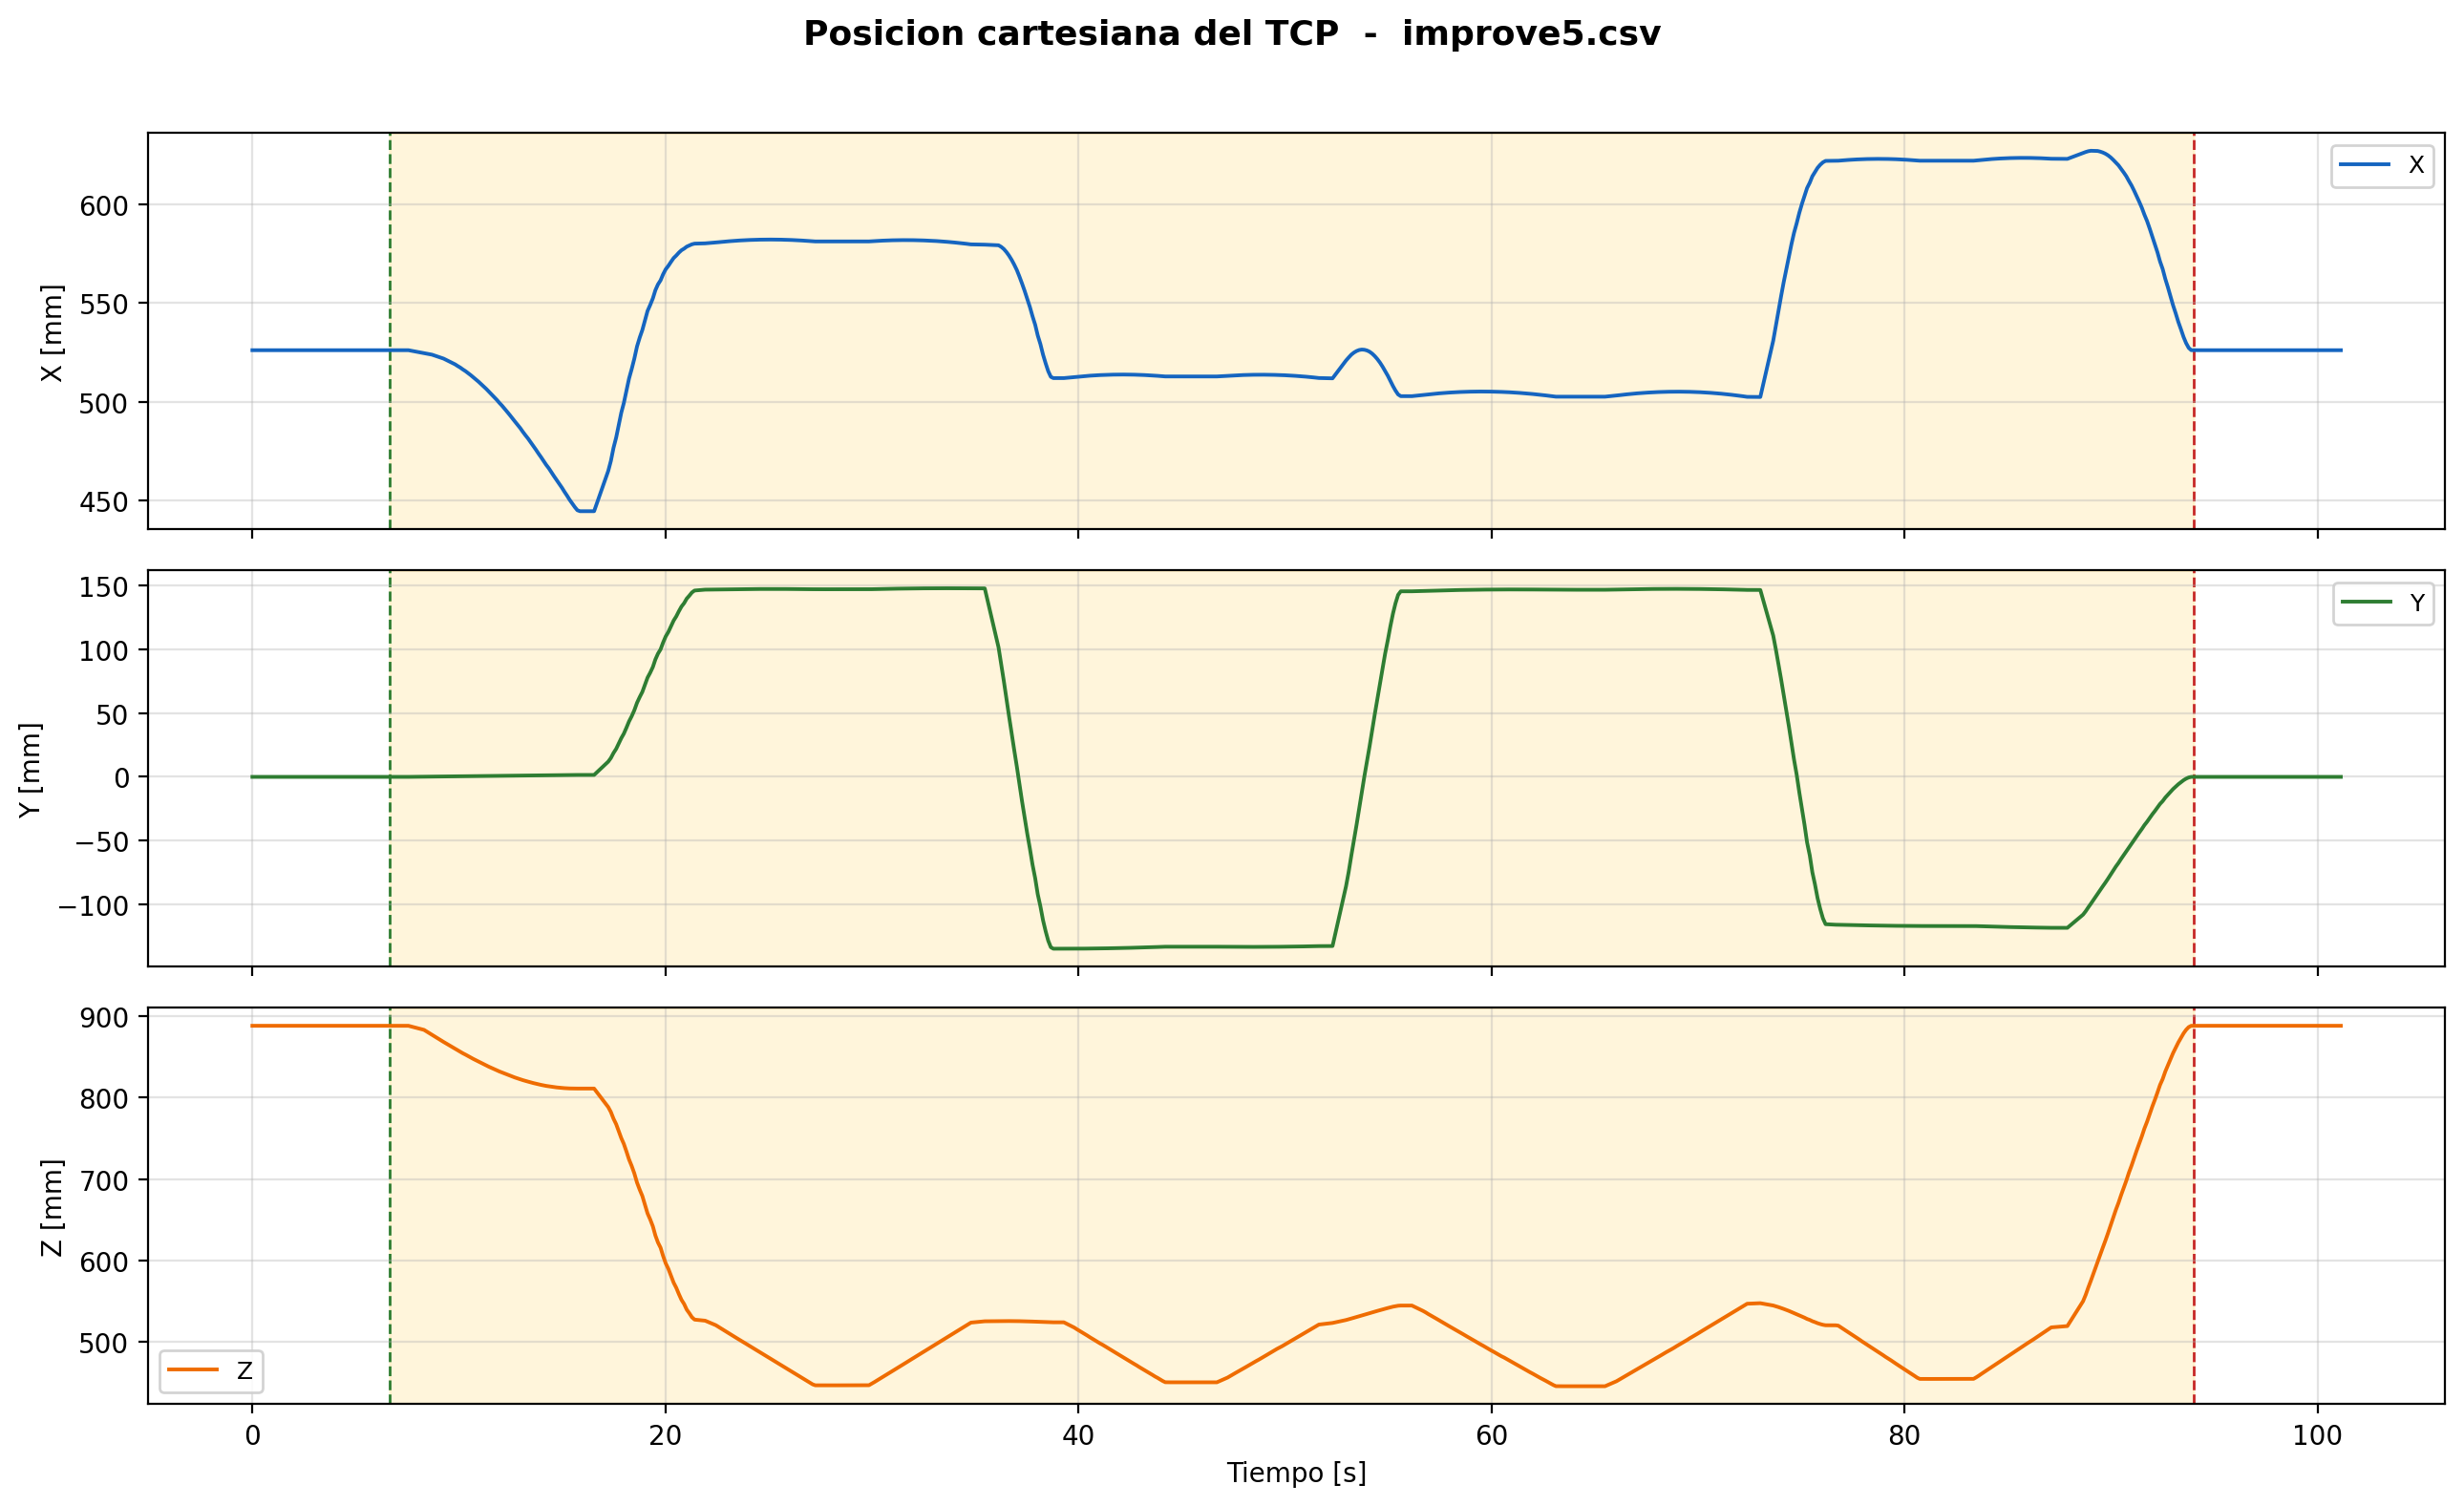 Posicion cartesiana del TCP  -  improve5.csv
X [mm]
600
550
500
450
X
Y [mm]
150
100
50
0
−50
−100
Y
Z [mm]
900
800
700
600
500
Z
0 20 40 60 80 100
Tiempo [s]